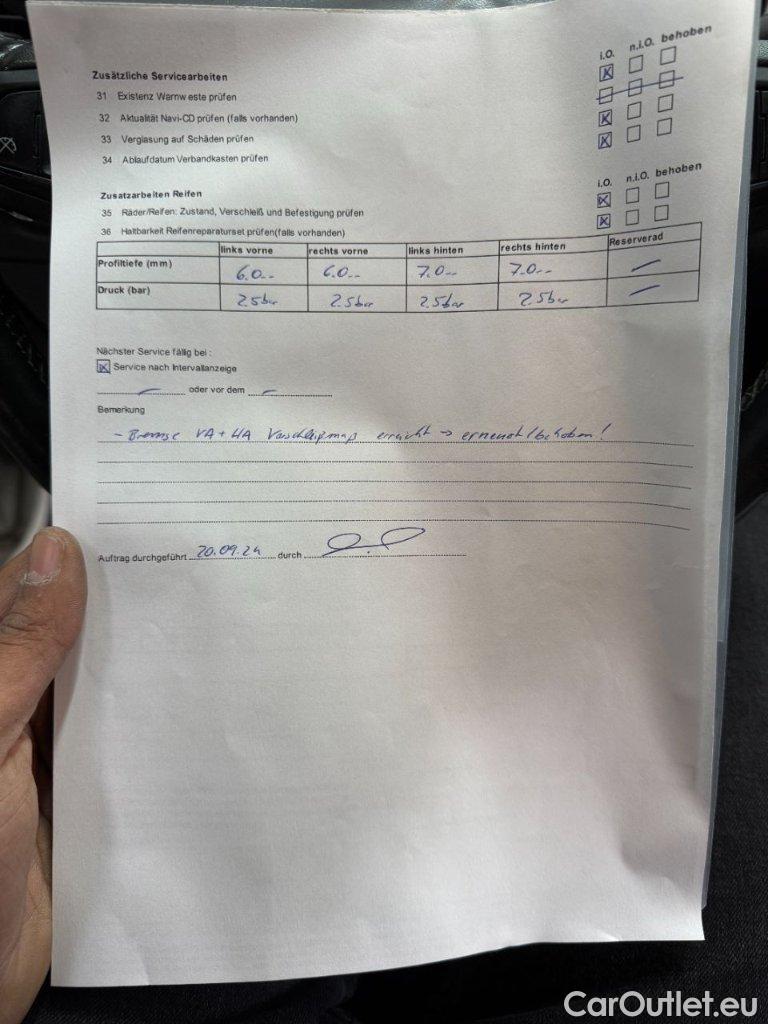 i.O. n.i.O. behoben
Zusätzliche Servicearbeiten
31 Existenz Warnweste prüfen
32 Aktualität Navi-CD prüfen (falls vorhanden)
33 Verglasung auf Schäden prüfen
34 Ablaufdatum Verbandkasten prüfen
i.O. n.i.O. behoben
Zusatzarbeiten Reifen
35 Räder/Reifen: Zustand, Verschleiß und Befestigung prüfen
36 Haltbarkeit Reifenreparaturset prüfen(falls vorhanden)
links vorne rechts vorne links hinten rechts hinten Reserverad
Profiltiefe (mm) 6.0 6.0 7.0 7.0
Druck (bar) 2.5bar 2.5bar 2.5bar 2.5bar
Nächster Service fällig bei :
Service nach Intervallanzeige
oder vor dem
Bemerkung
- Bremse VA + HA Verschleißmaß erreicht → erneuert/behoben!
Auftrag durchgeführt 20.09.24 durch
CarOutlet.eu